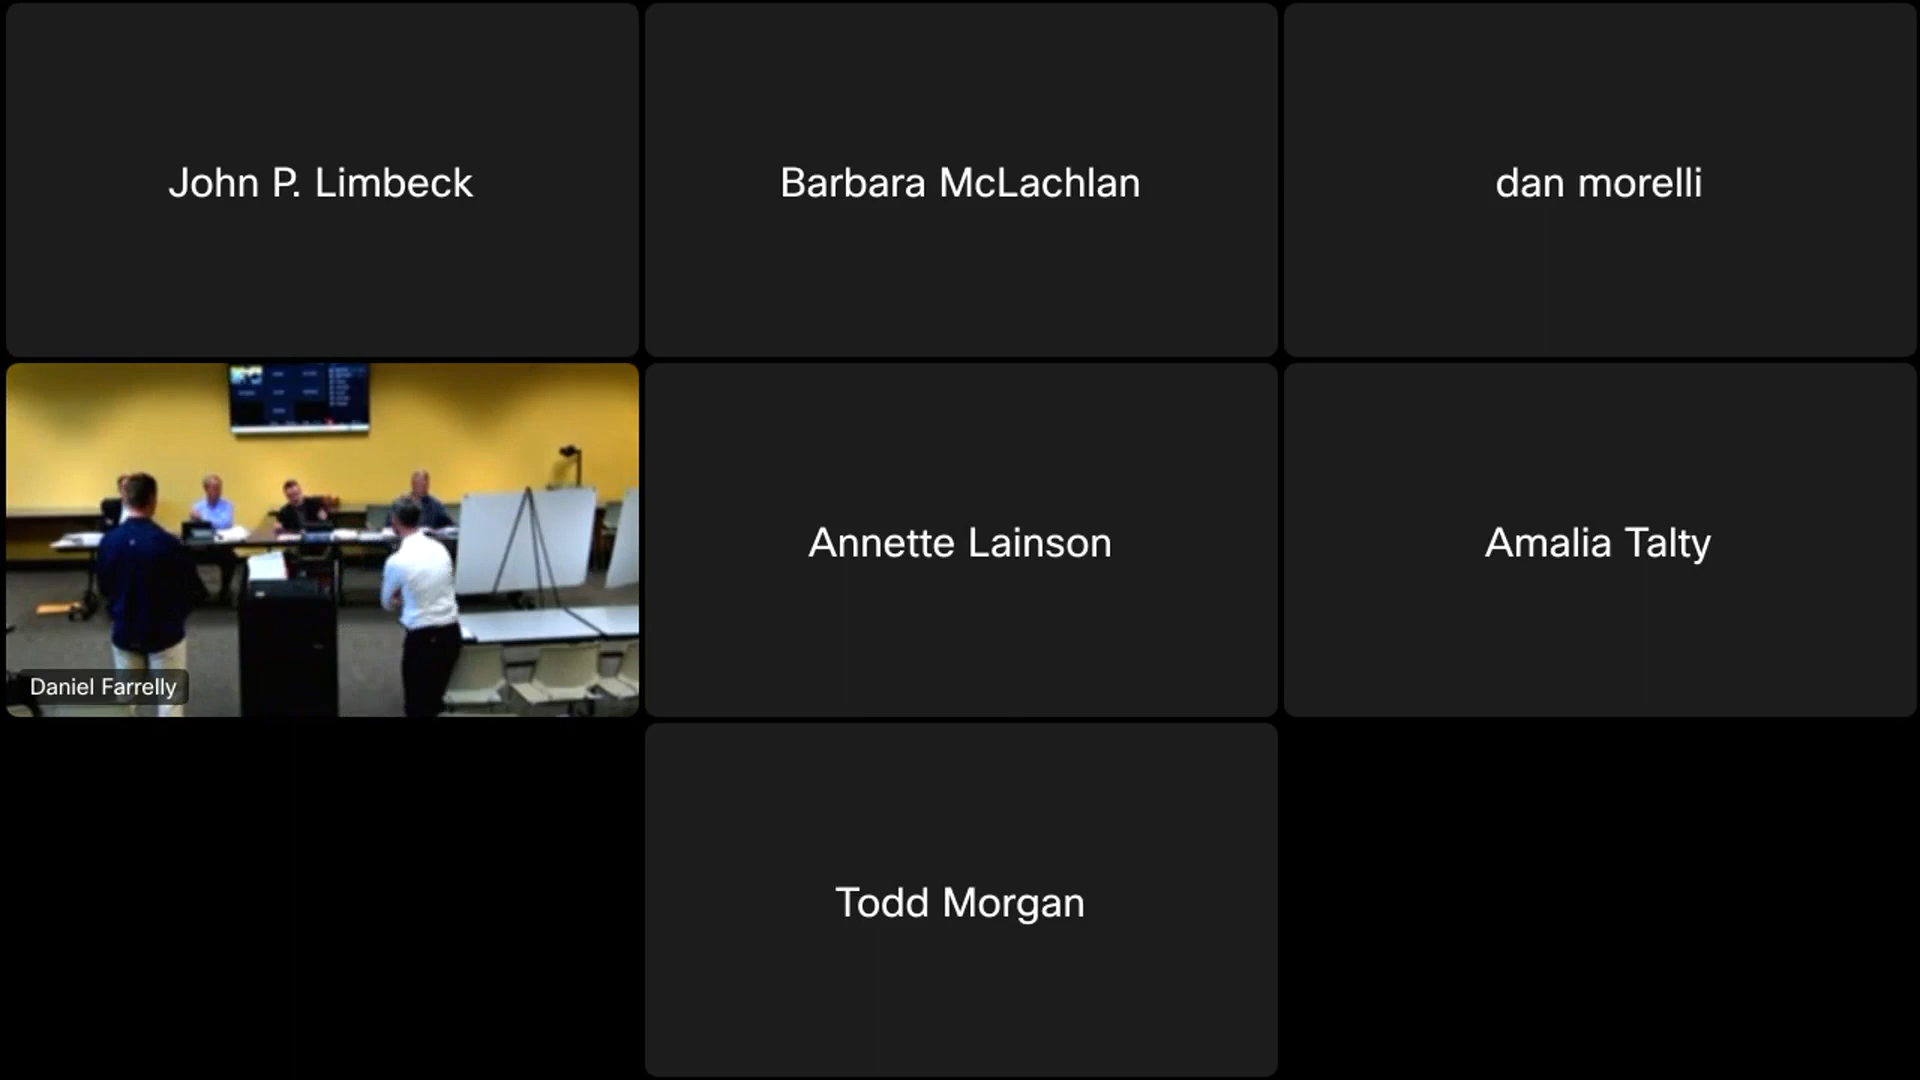 John P. Limbeck
Barbara McLachlan
dan morelli
Daniel Farrelly
Annette Lainson
Amalia Talty
Todd Morgan